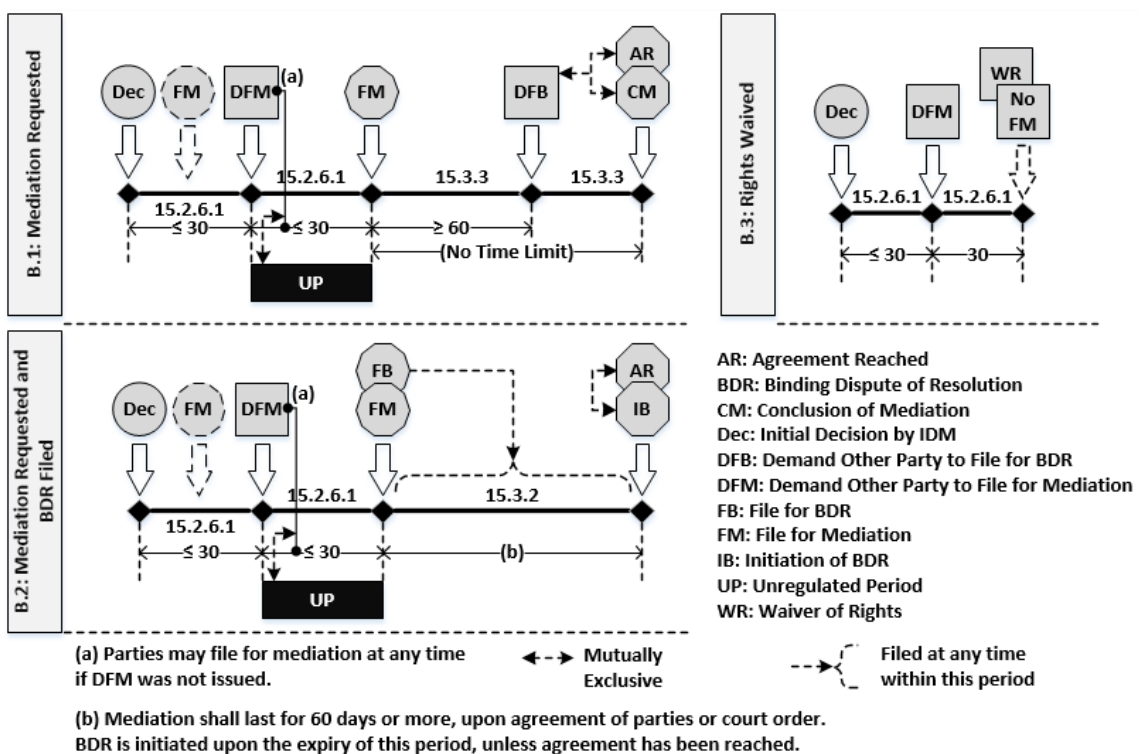 B.1: Mediation Requested
Dec
FM
DFM
(a)
FM
DFB
AR
CM
15.2.6.1
15.3.3
15.3.3
15.2.6.1
≤ 30
≤ 30
≥ 60
(No Time Limit)
UP
B.3: Rights Waived
Dec
DFM
WR
No
FM
15.2.6.1
15.2.6.1
≤ 30
30
B.2: Mediation Requested and
BDR Filed
Dec
FM
DFM
(a)
FB
FM
AR
IB
15.2.6.1
15.3.2
15.2.6.1
≤ 30
≤ 30
(b)
UP
AR: Agreement Reached
BDR: Binding Dispute of Resolution
CM: Conclusion of Mediation
Dec: Initial Decision by IDM
DFB: Demand Other Party to File for BDR
DFM: Demand Other Party to File for Mediation
FB: File for BDR
FM: File for Mediation
IB: Initiation of BDR
UP: Unregulated Period
WR: Waiver of Rights
(a) Parties may file for mediation at any time
if DFM was not issued.
Mutually
Exclusive
Filed at any time
within this period
(b) Mediation shall last for 60 days or more, upon agreement of parties or court order.
BDR is initiated upon the expiry of this period, unless agreement has been reached.